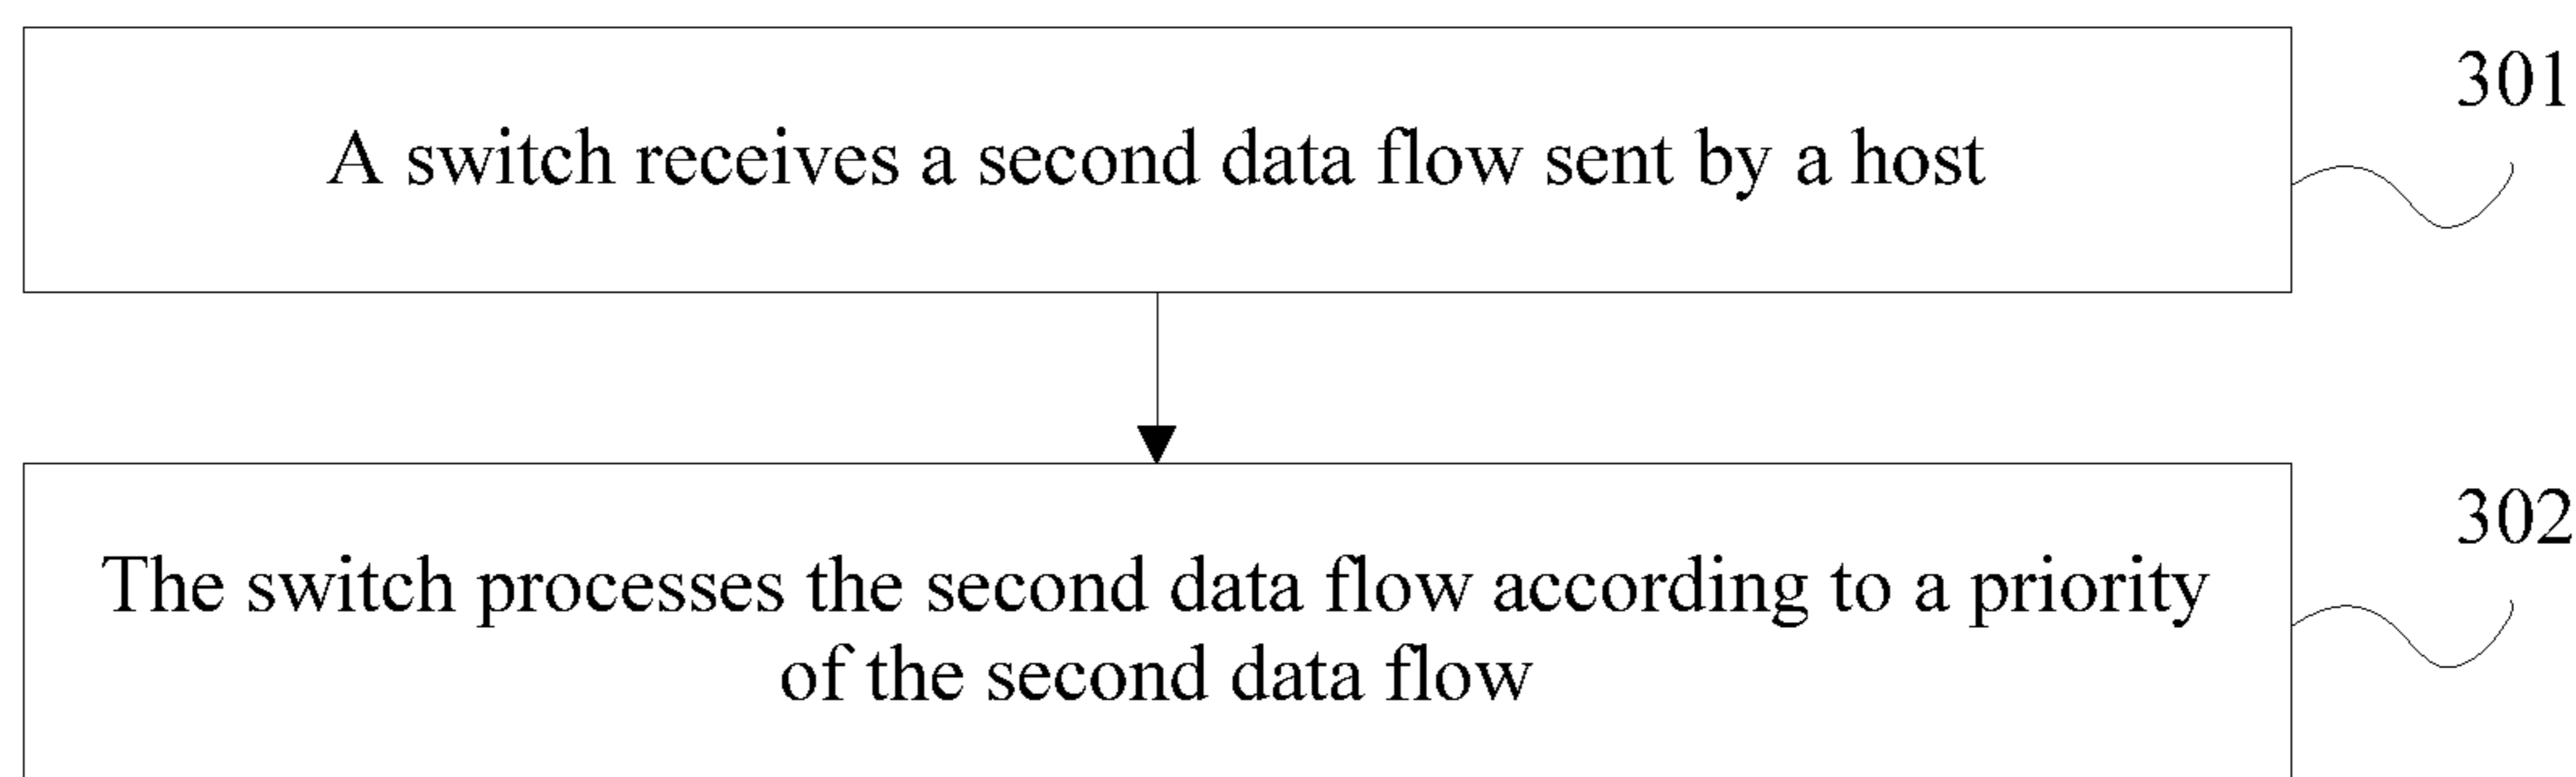 301
A switch receives a second data flow sent by a host
302
The switch processes the second data flow according to a priority
of the second data flow